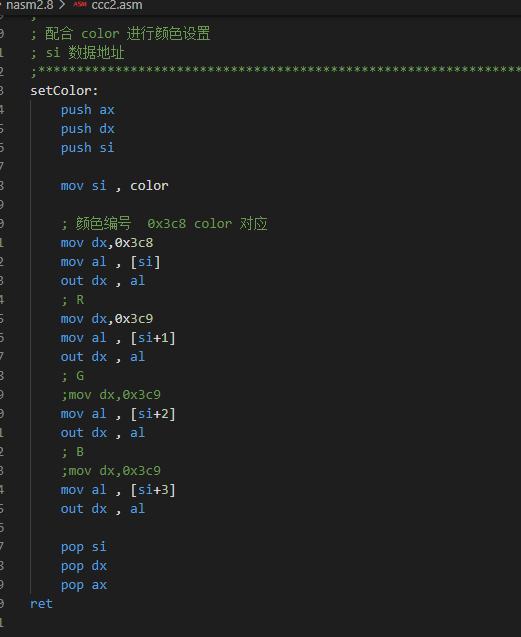 nasm2.8 > ASM ccc2.asm
;
; 配合 color 进行颜色设置
; si 数据地址
;***************************************************************
setColor:
push ax
push dx
push si
mov si , color
; 颜色编号  0x3c8 color 对应
mov dx,0x3c8
mov al , [si]
out dx , al
; R
mov dx,0x3c9
mov al , [si+1]
out dx , al
; G
;mov dx,0x3c9
mov al , [si+2]
out dx , al
; B
;mov dx,0x3c9
mov al , [si+3]
out dx , al
pop si
pop dx
pop ax
ret